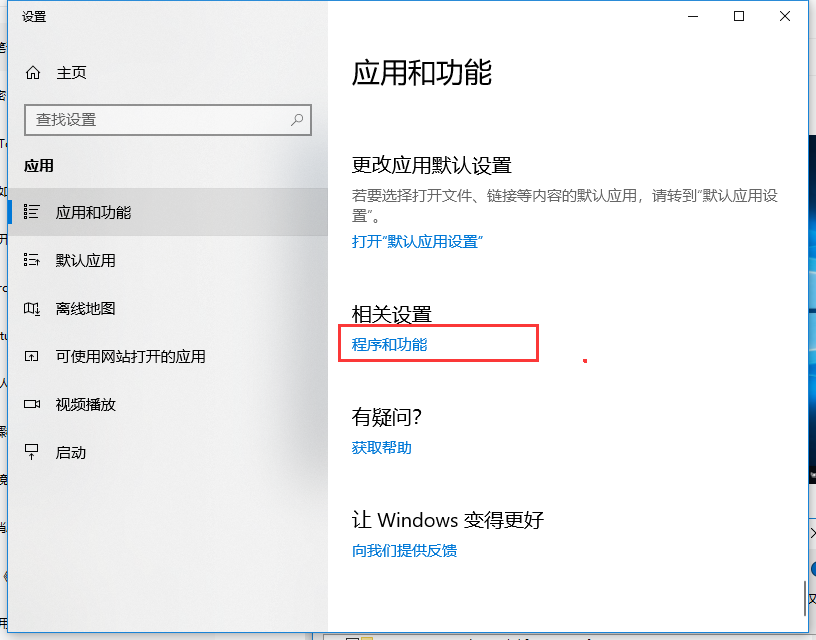 设置
主页
查找设置
应用
应用和功能
默认应用
离线地图
可使用网站打开的应用
视频播放
启动
应用和功能
更改应用默认设置
若要选择打开文件、链接等内容的默认应用，请转到"默认应用设
置"。
打开"默认应用设置"
相关设置
程序和功能
有疑问?
获取帮助
让 Windows 变得更好
向我们提供反馈